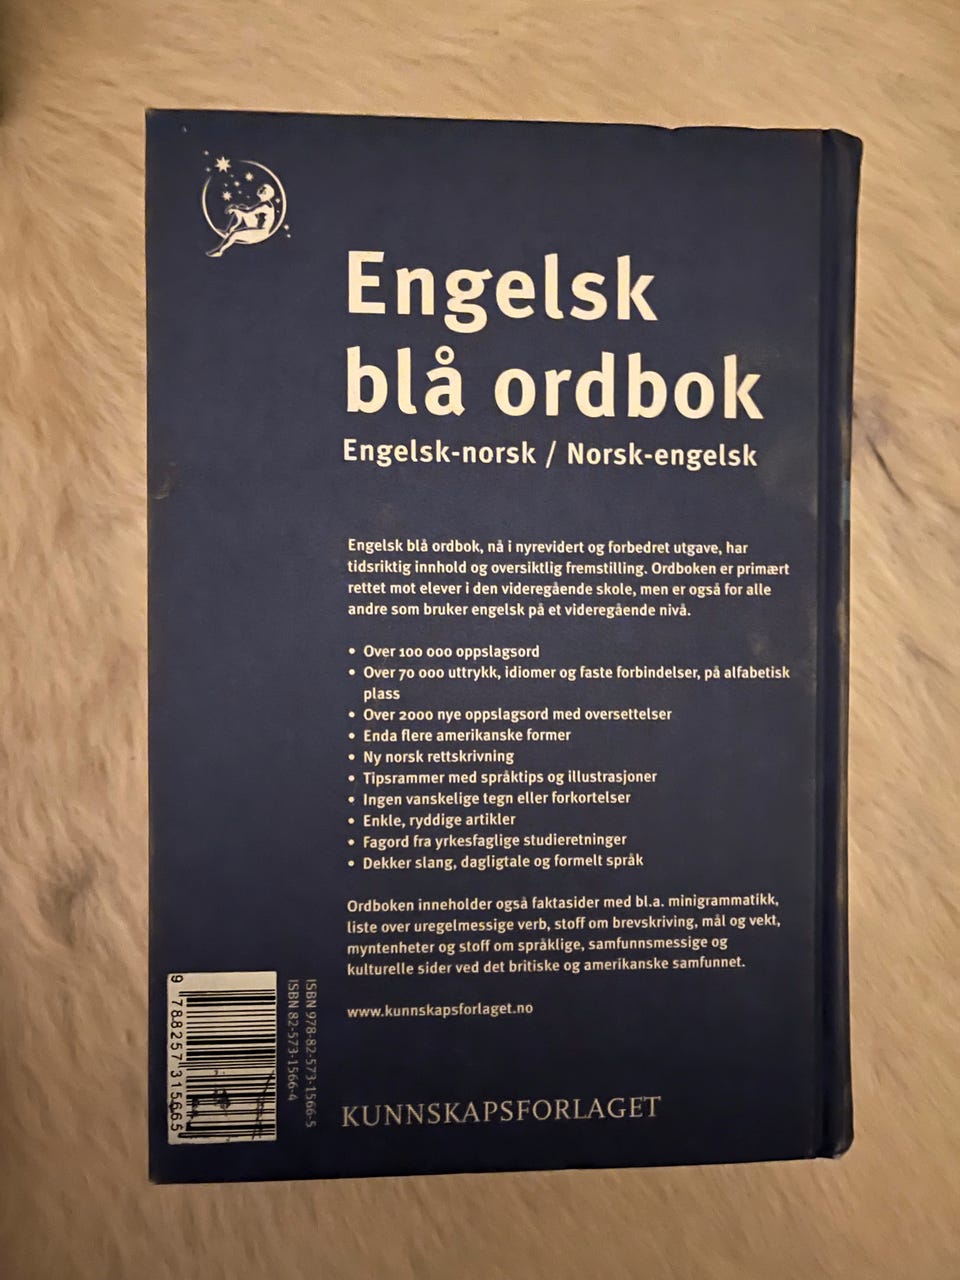 Engelsk
blå ordbok
Engelsk-norsk / Norsk-engelsk
Engelsk blå ordbok, nå i nyrevidert og forbedret utgave, har
tidsriktig innhold og oversiktlig fremstilling. Ordboken er primært
rettet mot elever i den videregående skole, men er også for alle
andre som bruker engelsk på et videregående nivå.
• Over 100 000 oppslagsord
• Over 70 000 uttrykk, idiomer og faste forbindelser, på alfabetisk
plass
• Over 2000 nye oppslagsord med oversettelser
• Enda flere amerikanske former
• Ny norsk rettskrivning
• Tipsrammer med språktips og illustrasjoner
• Ingen vanskelige tegn eller forkortelser
• Enkle, ryddige artikler
• Fagord fra yrkesfaglige studieretninger
• Dekker slang, dagligtale og formelt språk
Ordboken inneholder også faktasider med bl.a. minigrammatikk,
liste over uregelmessige verb, stoff om brevskriving, mål og vekt,
myntenheter og stoff om språklige, samfunnsmessige og
kulturelle sider ved det britiske og amerikanske samfunnet.
www.kunnskapsforlaget.no
KUNNSKAPSFORLAGET
ISBN 978-82-573-1566-5
ISBN 82-573-1566-4
9 788257 315665